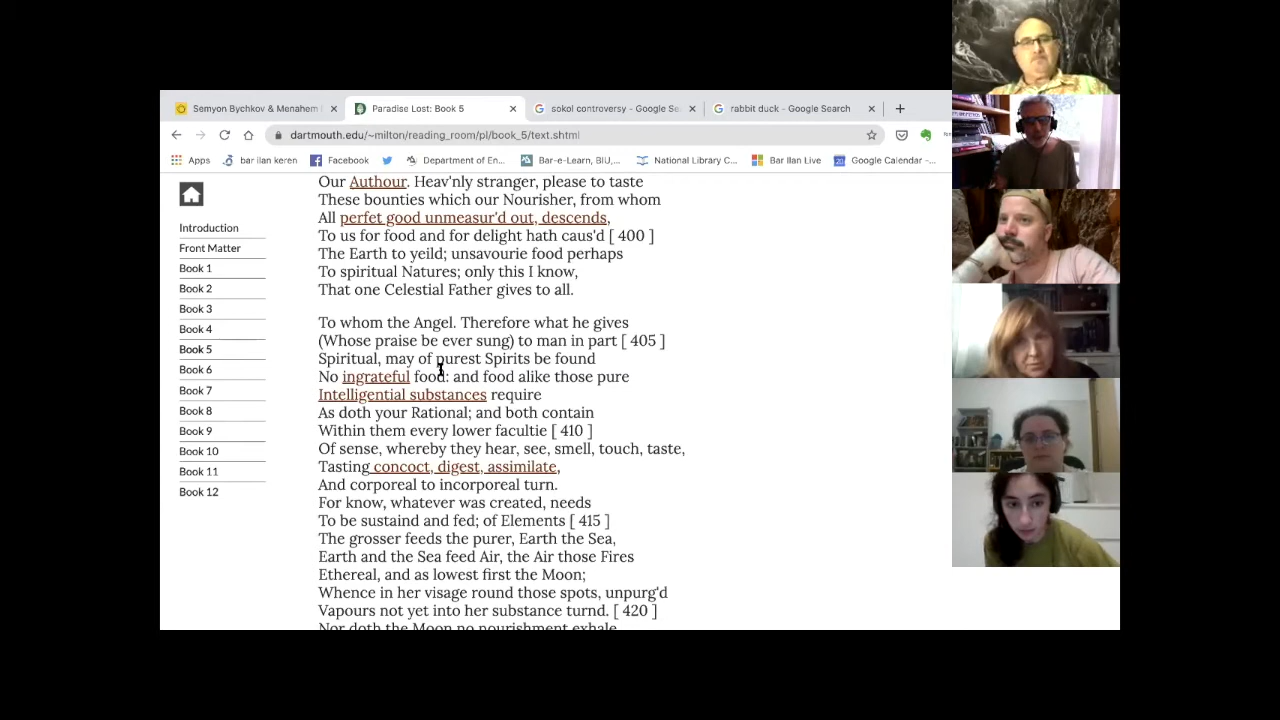 Semyon Bychkov & Menahem
Paradise Lost: Book 5
sokol controversy - Google Se
rabbit duck - Google Search
dartmouth.edu/~milton/reading_room/pl/book_5/text.shtml
Apps
bar ilan keren
Facebook
Department of En...
Bar-e-Learn, BIU,...
National Library C...
Bar Ilan Live
Google Calendar -...
Introduction
Front Matter
Book 1
Book 2
Book 3
Book 4
Book 5
Book 6
Book 7
Book 8
Book 9
Book 10
Book 11
Book 12
Our Authour. Heav'nly stranger, please to taste
These bounties which our Nourisher, from whom
All perfet good unmeasur'd out, descends,
To us for food and for delight hath caus'd [ 400 ]
The Earth to yeild; unsavourie food perhaps
To spiritual Natures; only this I know,
That one Celestial Father gives to all.
To whom the Angel. Therefore what he gives
(Whose praise be ever sung) to man in part [ 405 ]
Spiritual, may of purest Spirits be found
No ingrateful food: and food alike those pure
Intelligential substances require
As doth your Rational; and both contain
Within them every lower facultie [ 410 ]
Of sense, whereby they hear, see, smell, touch, taste,
Tasting concoct, digest, assimilate,
And corporeal to incorporeal turn.
For know, whatever was created, needs
To be sustaind and fed; of Elements [ 415 ]
The grosser feeds the purer, Earth the Sea,
Earth and the Sea feed Air, the Air those Fires
Ethereal, and as lowest first the Moon;
Whence in her visage round those spots, unpurg'd
Vapours not yet into her substance turnd. [ 420 ]
Nor doth the Moon no nourishment exhale